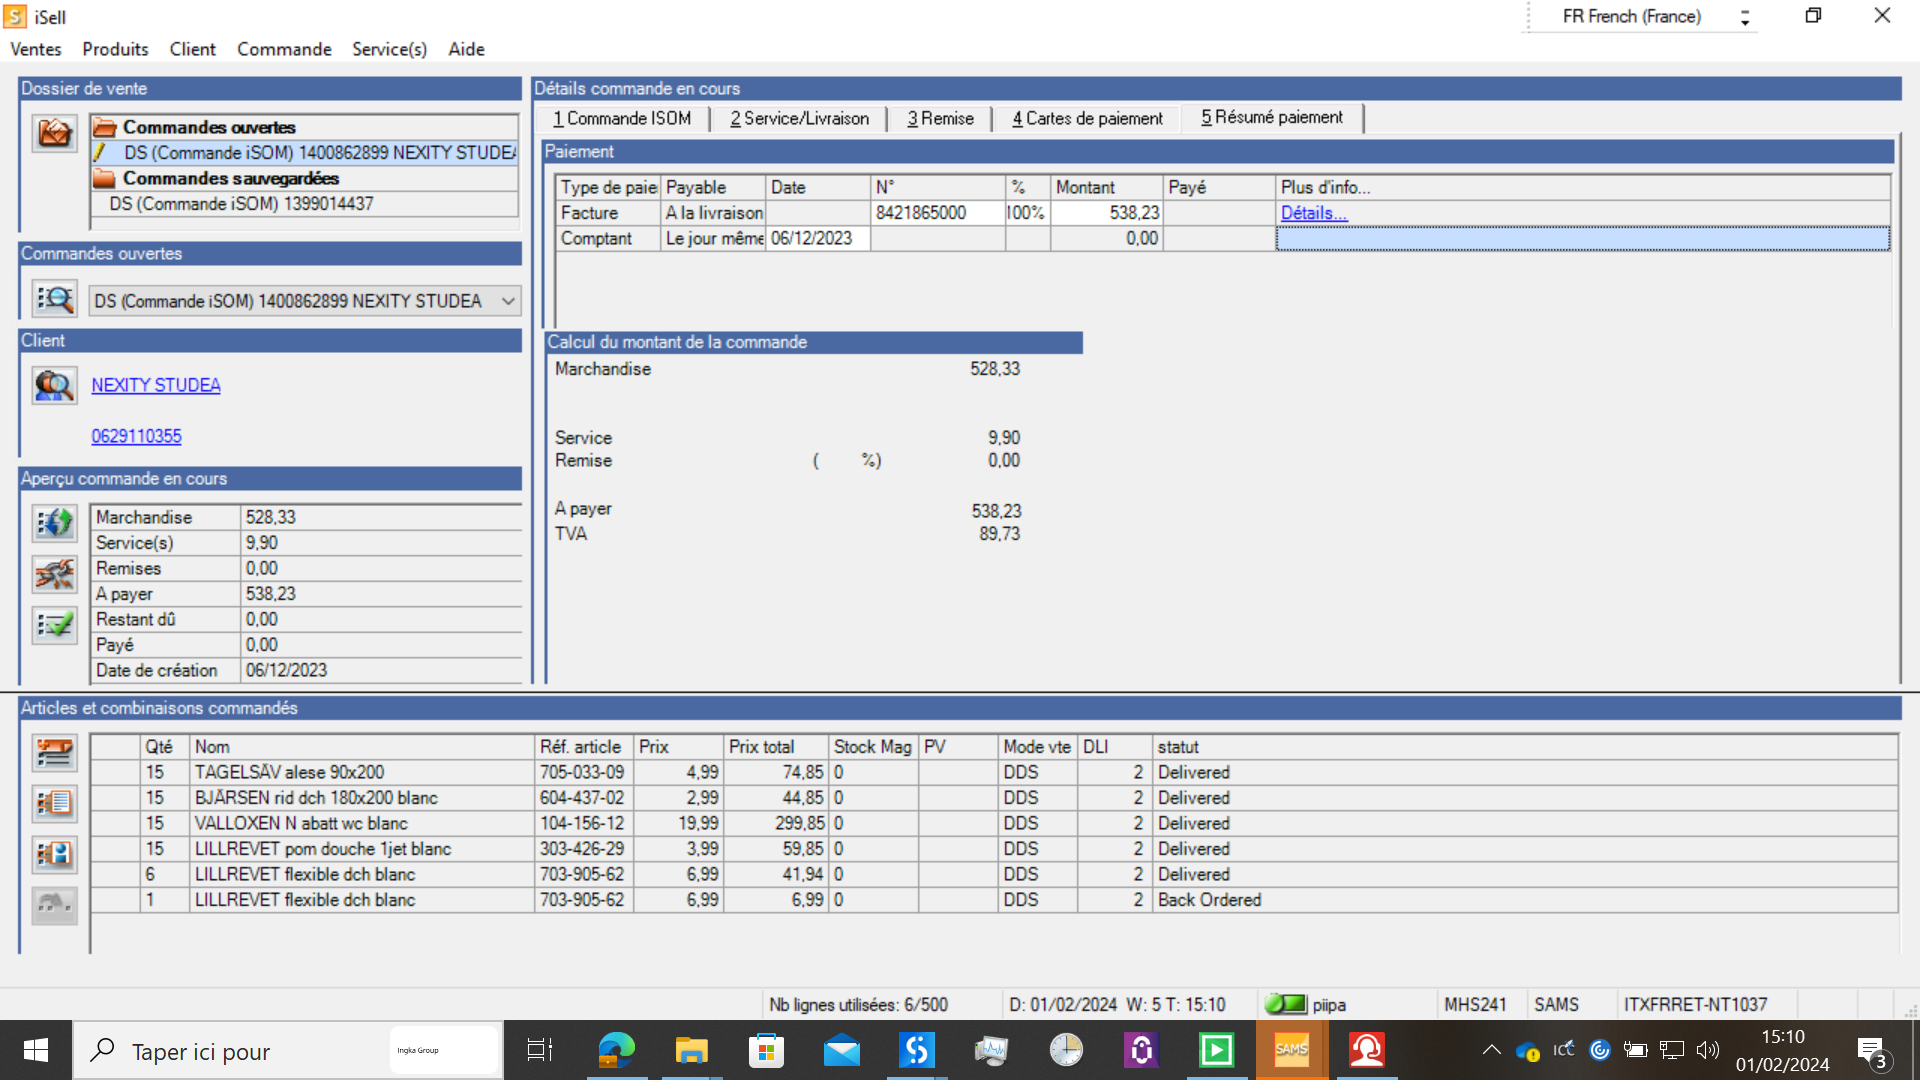 S iSell
FR French (France)
Ventes Produits Client Commande Service(s) Aide
Dossier de vente
Commandes ouvertes
DS (Commande iSOM) 1400862899 NEXITY STUDEA
Commandes sauvegardées
DS (Commande iSOM) 1399014437
Commandes ouvertes
DS (Commande iSOM) 1400862899 NEXITY STUDEA
Client
NEXITY STUDEA
0629110355
Aperçu commande en cours
Marchandise 528,33
Service(s) 9,90
Remises 0,00
A payer 538,23
Restant dû 0,00
Payé 0,00
Date de création 06/12/2023
Détails commande en cours
1 Commande ISOM 2 Service/Livraison 3 Remise 4 Cartes de paiement 5 Résumé paiement
Paiement
Type de paie Payable Date N° % Montant Payé Plus d'info...
Facture A la livraison 8421865000 100% 538,23 Détails...
Comptant Le jour même 06/12/2023 0,00
Calcul du montant de la commande
Marchandise 528,33
Service 9,90
Remise ( %) 0,00
A payer 538,23
TVA 89,73
Articles et combinaisons commandés
Qté Nom Réf. article Prix Prix total Stock Mag PV Mode vte DLI statut
15 TAGELSÄV alese 90x200 705-033-09 4,99 74,85 0 DDS 2 Delivered
15 BJÄRSEN rid dch 180x200 blanc 604-437-02 2,99 44,85 0 DDS 2 Delivered
15 VALLOXEN N abatt wc blanc 104-156-12 19,99 299,85 0 DDS 2 Delivered
15 LILLREVET pom douche 1jet blanc 303-426-29 3,99 59,85 0 DDS 2 Delivered
6 LILLREVET flexible dch blanc 703-905-62 6,99 41,94 0 DDS 2 Delivered
1 LILLREVET flexible dch blanc 703-905-62 6,99 6,99 0 DDS 2 Back Ordered
Nb lignes utilisées: 6/500 D: 01/02/2024 W: 5 T: 15:10 piipa MHS241 SAMS ITXFRRET-NT1037
Taper ici pour Ingka Group SAMS ICC 15:10
01/02/2024 3